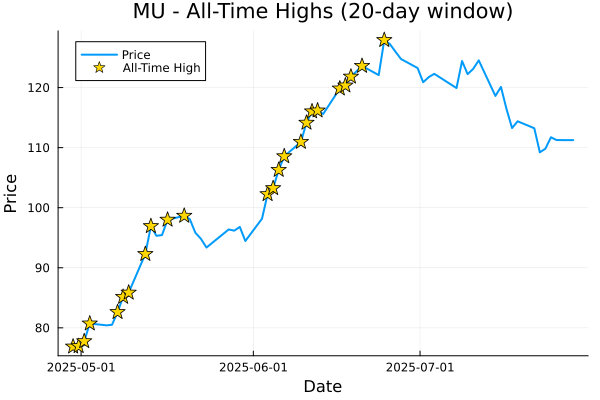 MU - All-Time Highs (20-day window)
Price
All-Time High
120
110
100
90
80
Price
2025-05-01
2025-06-01
2025-07-01
Date